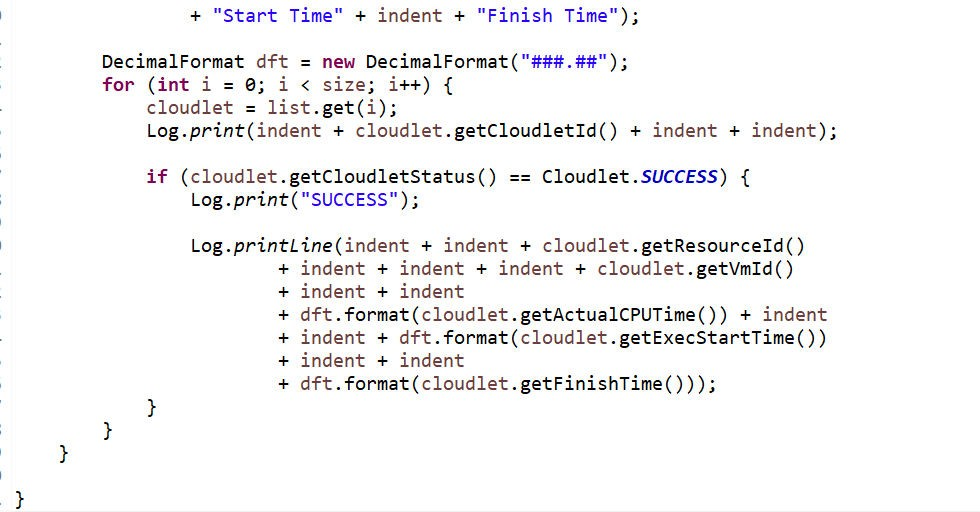 + "Start Time" + indent + "Finish Time");
DecimalFormat dft = new DecimalFormat("###.##");
for (int i = 0; i < size; i++) {
cloudlet = list.get(i);
Log.print(indent + cloudlet.getCloudletId() + indent + indent);
if (cloudlet.getCloudletStatus() == Cloudlet.SUCCESS) {
Log.print("SUCCESS");
Log.printLine(indent + indent + cloudlet.getResourceId()
+ indent + indent + indent + cloudlet.getVmId()
+ indent + indent
+ dft.format(cloudlet.getActualCPUTime()) + indent
+ indent + dft.format(cloudlet.getExecStartTime())
+ indent + indent
+ dft.format(cloudlet.getFinishTime()));
}
}
}
}